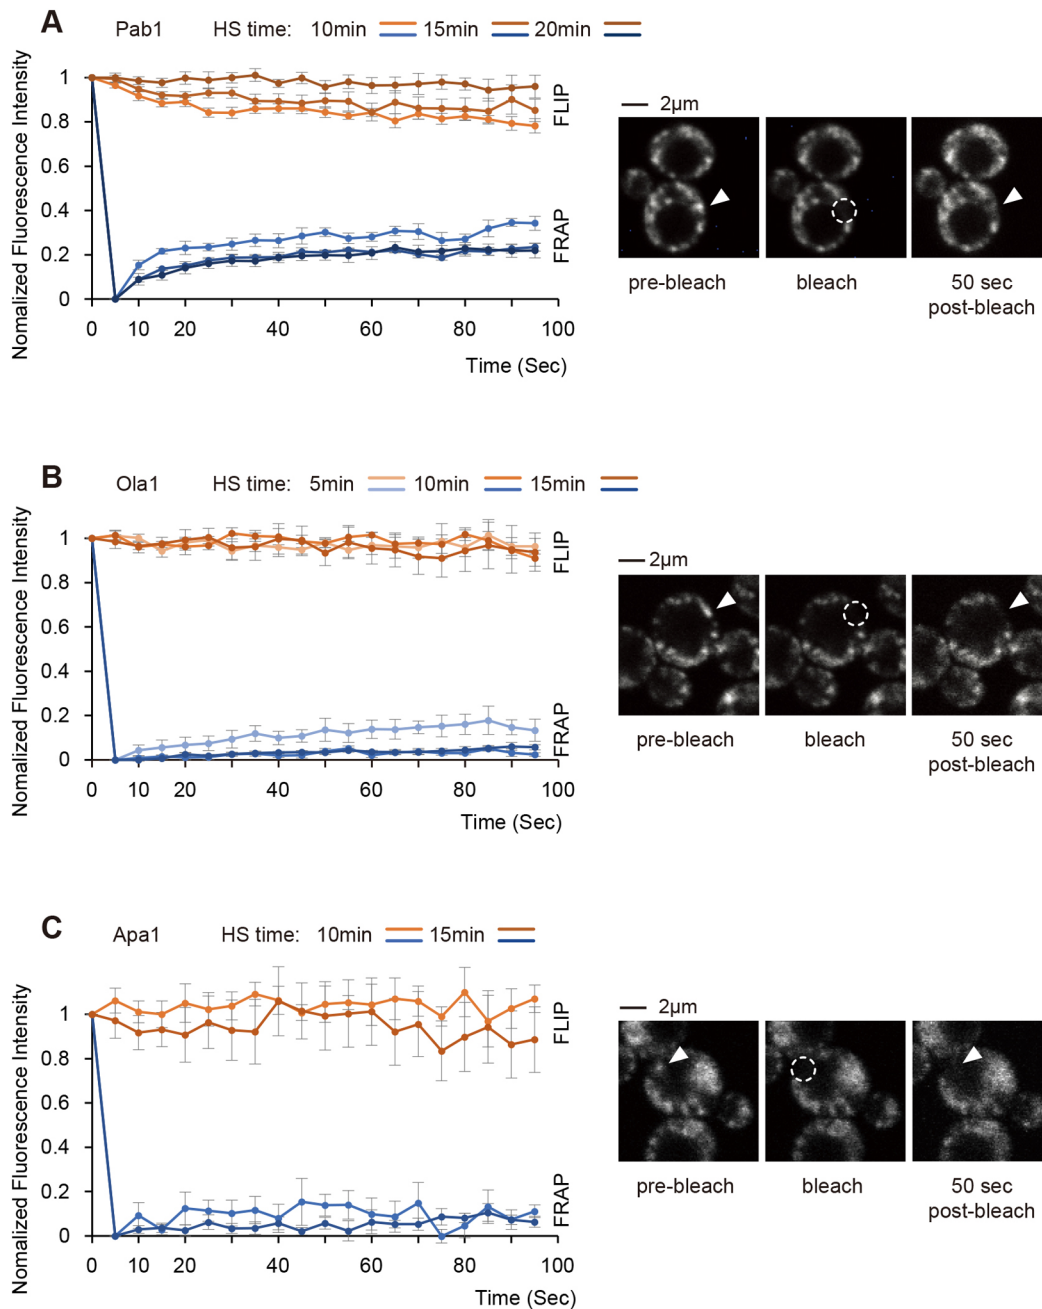 A
Pab1 HS time: 10min 15min 20min
Nomalized Fluorescence Intensity
1
0.8
0.6
0.4
0.2
0
0 20 40 60 80 100
Time (Sec)
FLIP
FRAP
2μm
pre-bleach bleach 50 sec
post-bleach
B
Ola1 HS time: 5min 10min 15min
Nomalized Fluorescence Intensity
1
0.8
0.6
0.4
0.2
0
0 20 40 60 80 100
Time (Sec)
FLIP
FRAP
2μm
pre-bleach bleach 50 sec
post-bleach
C
Apa1 HS time: 10min 15min
Nomalized Fluorescence Intensity
1
0.8
0.6
0.4
0.2
0
0 20 40 60 80 100
Time (Sec)
FLIP
FRAP
2μm
pre-bleach bleach 50 sec
post-bleach